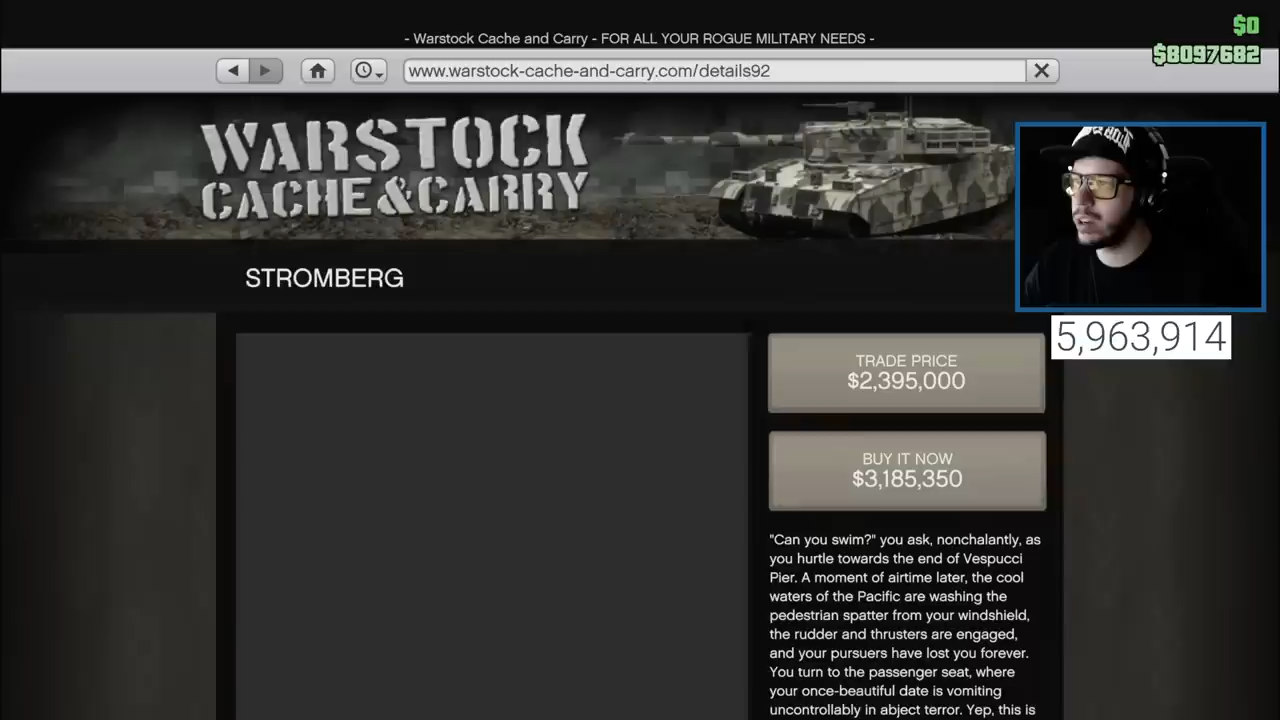 $0
- Warstock Cache and Carry - FOR ALL YOUR ROGUE MILITARY NEEDS -
$8097682
www.warstock-cache-and-carry.com/details92
WARSTOCK
CACHE&CARRY
STROMBERG
5,963,914
TRADE PRICE
$2,395,000
BUY IT NOW
$3,185,350
"Can you swim?" you ask, nonchalantly, as
you hurtle towards the end of Vespucci
Pier. A moment of airtime later, the cool
waters of the Pacific are washing the
pedestrian spatter from your windshield,
the rudder and thrusters are engaged,
and your pursuers have lost you forever.
You turn to the passenger seat, where
your once-beautiful date is vomiting
uncontrollably in abject terror. Yep, this is